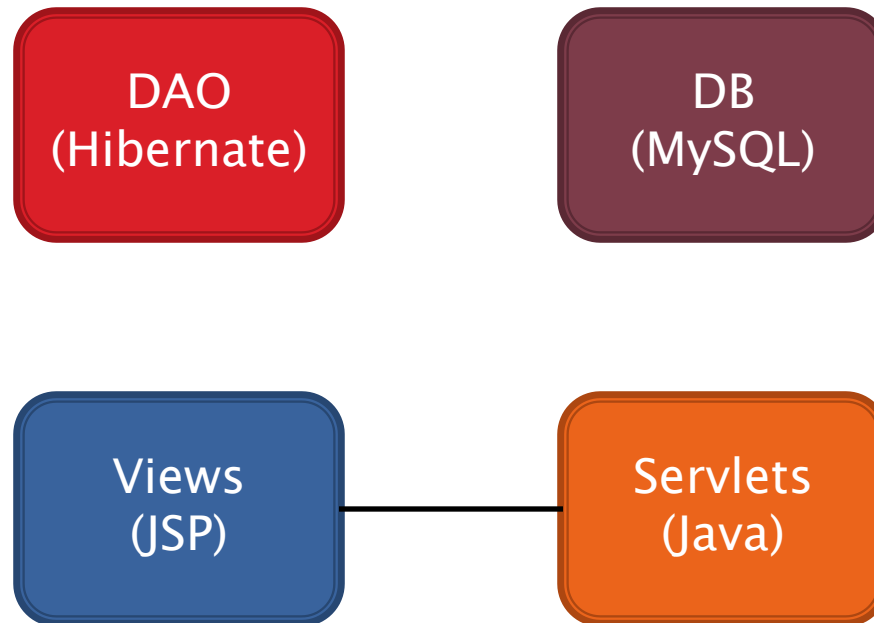 DAO
(Hibernate)
DB
(MySQL)
Views
(JSP)
Servlets
(Java)